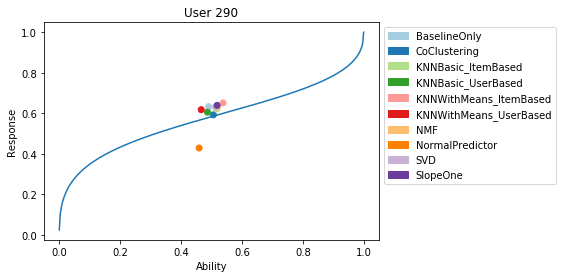 User 290
1.0
0.8
0.6
0.4
0.2
0.0
Response
0.0 0.2 0.4 0.6 0.8 1.0
Ability
BaselineOnly
CoClustering
KNNBasic_ItemBased
KNNBasic_UserBased
KNNWithMeans_ItemBased
KNNWithMeans_UserBased
NMF
NormalPredictor
SVD
SlopeOne